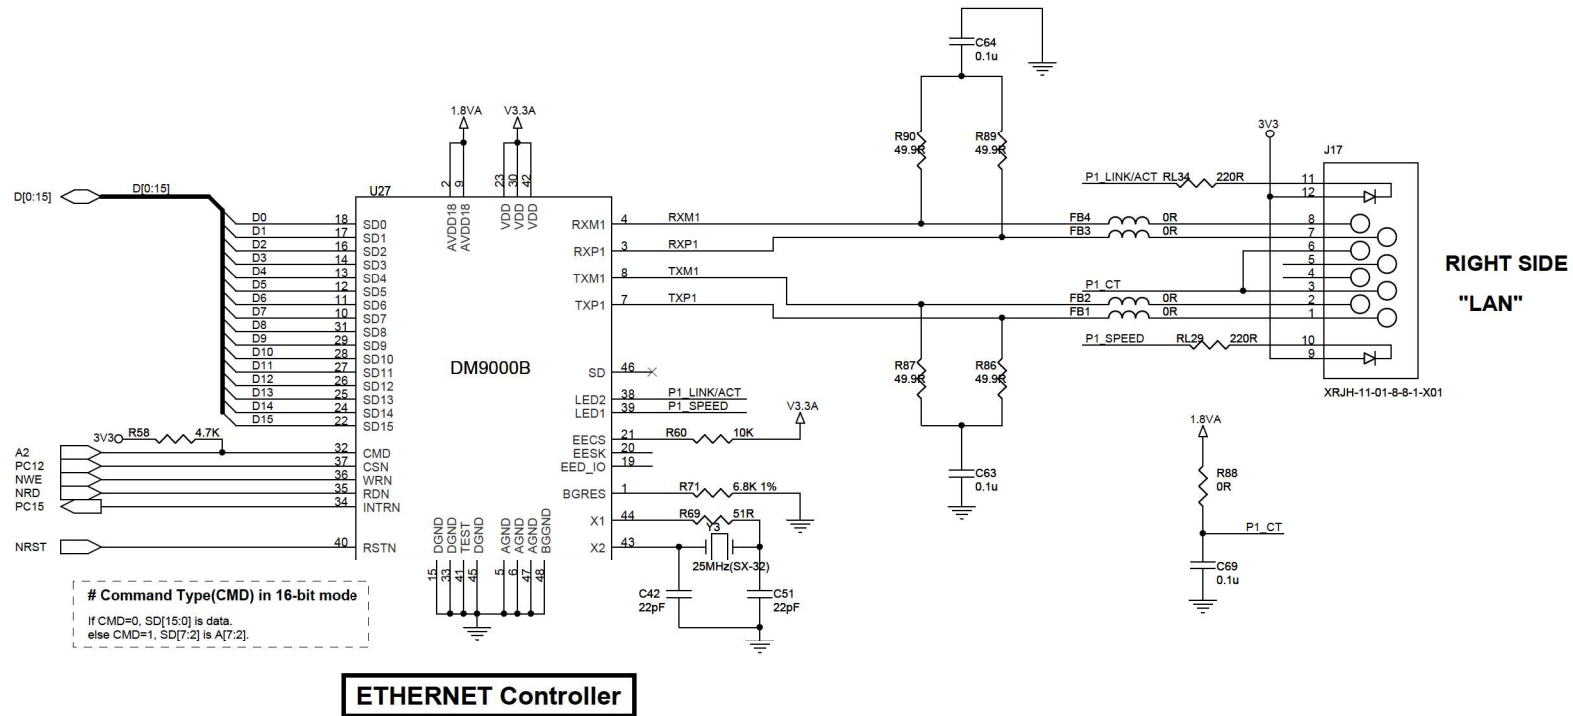 C64
0.1u
1.8VA V3.3A
R90 49.9R
R89 49.9R
3V3
J17
D[0:15] D[0:15]
U27
2 9 23 30 42
AVDD18 AVDD18 VDD VDD VDD
P1_LINK/ACT RL34 220R 11
12
D0 18 SD0
D1 17 SD1
D2 16 SD2
D3 14 SD3
D4 13 SD4
D5 12 SD5
D6 11 SD6
D7 10 SD7
D8 31 SD8
D9 29 SD9
D10 28 SD10
D11 27 SD11
D12 26 SD12
D13 25 SD13
D14 24 SD14
D15 22 SD15
RXM1 4 RXM1 FB4 0R 8
RXP1 3 RXP1 FB3 0R 7
6
5
4
TXM1 8 TXM1
P1_CT 3
FB2 0R 2
TXP1 7 TXP1 FB1 0R 1
P1_SPEED RL29 220R 10
9
XRJH-11-01-8-8-1-X01
RIGHT SIDE
"LAN"
DM9000B
R87 49.9R
R86 49.9R
SD 46
LED2 38 P1_LINK/ACT
LED1 39 P1_SPEED
V3.3A
EECS 21 R60 10K
EESK 20
EED_IO 19
C63
0.1u
BGRES 1 R71 6.8K 1%
X1 44 R69 51R
Y3
X2 43
25MHz(SX-32)
C42
22pF
C51
22pF
1.8VA
R88
0R
P1_CT
C69
0.1u
3V3 R58 4.7K
A2 32 CMD
PC12 37 CSN
NWE 36 WRN
NRD 35 RDN
PC15 34 INTRN
NRST 40 RSTN
DGND DGND TEST DGND AGND AGND AGND BGGND
15 33 41 45 5 6 47 48
# Command Type(CMD) in 16-bit mode
If CMD=0, SD[15:0] is data.
else CMD=1, SD[7:2] is A[7:2].
ETHERNET Controller